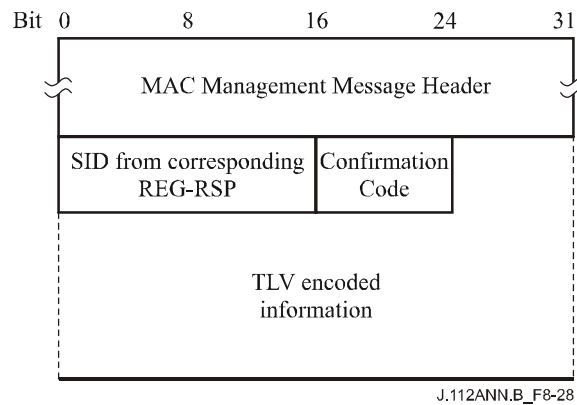 Bit 0 8 16 24 31
MAC Management Message Header
SID from corresponding
REG-RSP
Confirmation
Code
TLV encoded
information
J.112ANN.B_F8-28